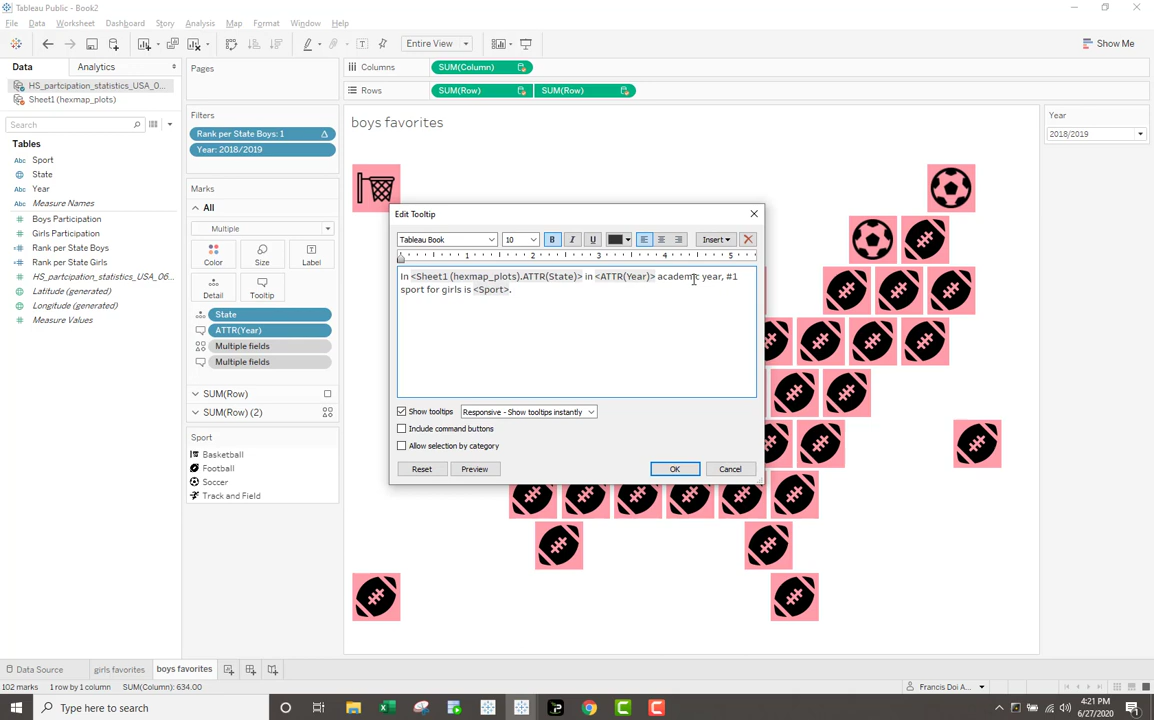 Tableau Public - Book2
File Data Worksheet Dashboard Story Analysis Map Format Window Help
Entire View
Show Me
Data Analytics
HS_partcipation_statistics_USA_0...
Sheet1 (hexmap_plots)
Search
Tables
Abc Sport
State
Abc Year
Abc Measure Names
Boys Participation
Girls Participation
Rank per State Boys
Rank per State Girls
HS_partcipation_statistics_USA_06...
Latitude (generated)
Longitude (generated)
Measure Values
Pages
Filters
Rank per State Boys: 1
Year: 2018/2019
Marks
All
Multiple
Color Size Label
Detail Tooltip
State
ATTR(Year)
Multiple fields
Multiple fields
SUM(Row)
SUM(Row) (2)
Sport
Basketball
Football
Soccer
Track and Field
Columns SUM(Column)
Rows SUM(Row) SUM(Row)
boys favorites
Year
2018/2019
Edit Tooltip
Tableau Book 10 B I U Insert
1 2 3 4 5
In <Sheet1 (hexmap_plots).ATTR(State)> in <ATTR(Year)> academic year, #1
sport for girls is <Sport>.
Show tooltips Responsive - Show tooltips instantly
Include command buttons
Allow selection by category
Reset Preview OK Cancel
Data Source girls favorites boys favorites
102 marks 1 row by 1 column SUM(Column): 634.00
Francis Doi A...
Type here to search
4:21 PM
6/27/2020